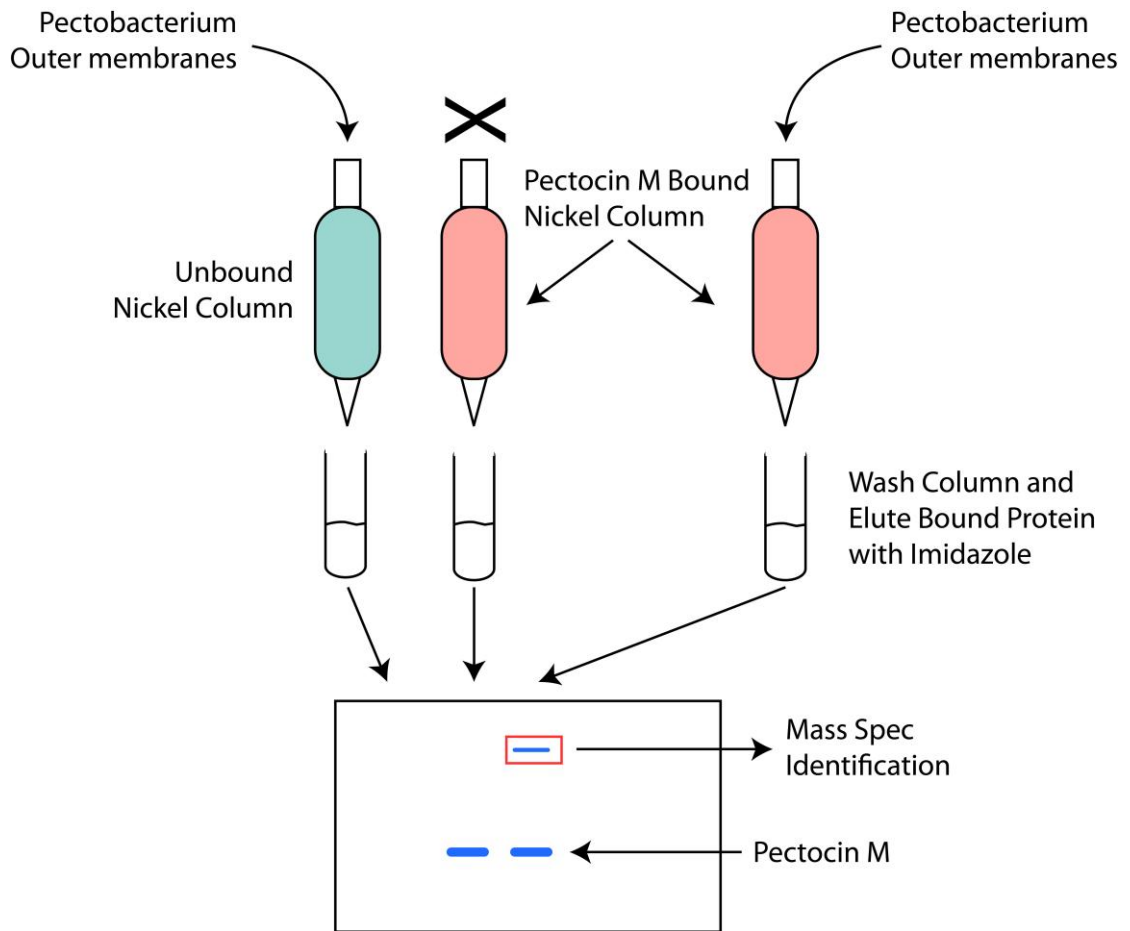 Pectobacterium
Outer membranes
Pectobacterium
Outer membranes
Pectocin M Bound
Nickel Column
Unbound
Nickel Column
Wash Column and
Elute Bound Protein
with Imidazole
Mass Spec
Identification
Pectocin M